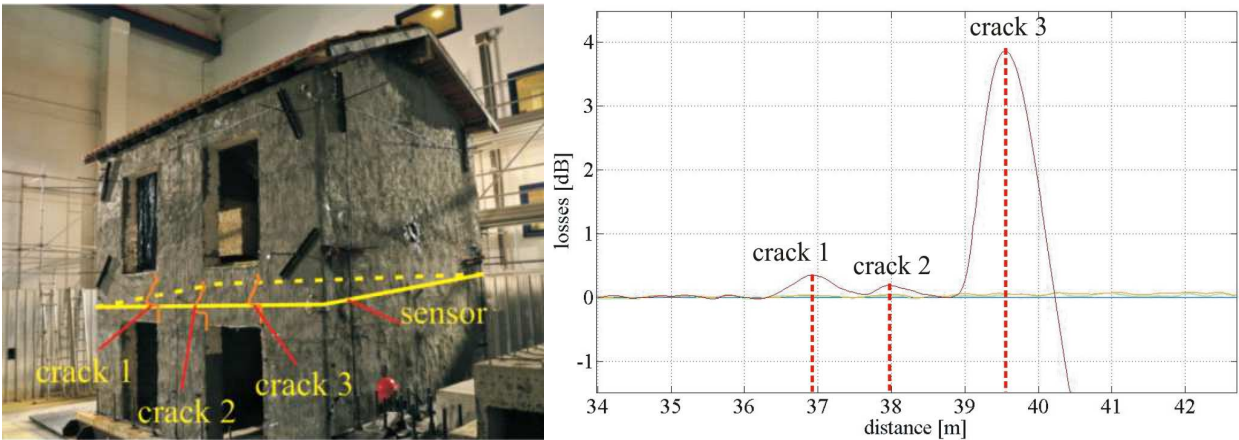 sensor
crack 1
crack 3
crack 2
crack 3
crack 1
crack 2
losses [dB]
4
3
2
1
0
-1
34 35 36 37 38 39 40 41 42
distance [m]